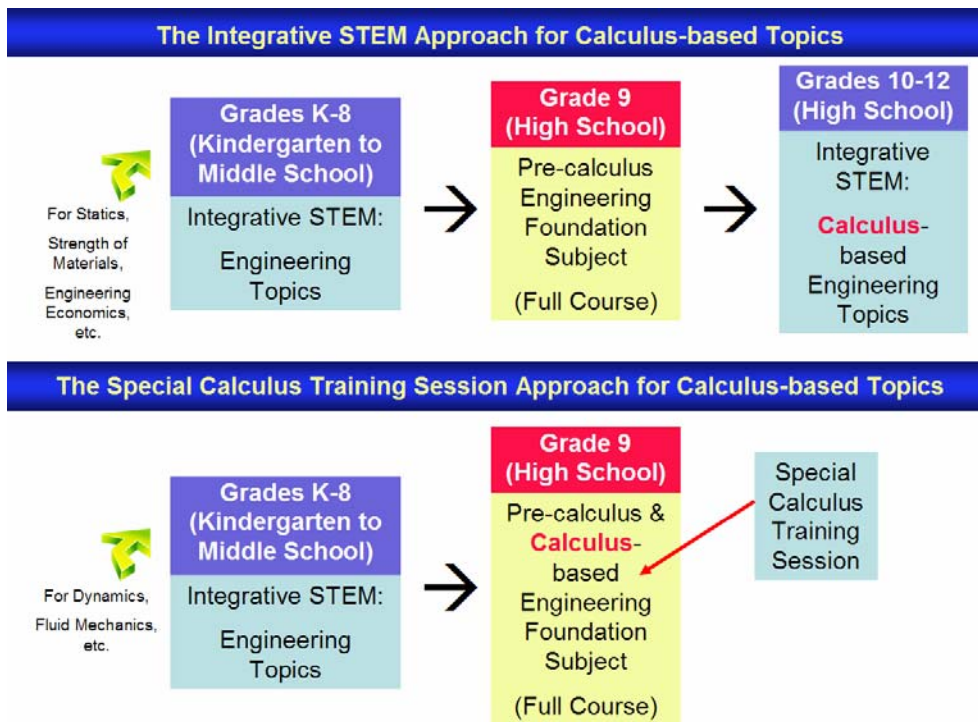 The Integrative STEM Approach for Calculus-based Topics
For Statics,
Strength of
Materials,
Engineering
Economics,
etc.
Grades K-8
(Kindergarten to
Middle School)
Integrative STEM:
Engineering
Topics
Grade 9
(High School)
Pre-calculus
Engineering
Foundation
Subject
(Full Course)
Grades 10-12
(High School)
Integrative
STEM:
Calculus-
based
Engineering
Topics
The Special Calculus Training Session Approach for Calculus-based Topics
For Dynamics,
Fluid Mechanics,
etc.
Grades K-8
(Kindergarten to
Middle School)
Integrative STEM:
Engineering
Topics
Grade 9
(High School)
Pre-calculus &
Calculus-
based
Engineering
Foundation
Subject
(Full Course)
Special
Calculus
Training
Session